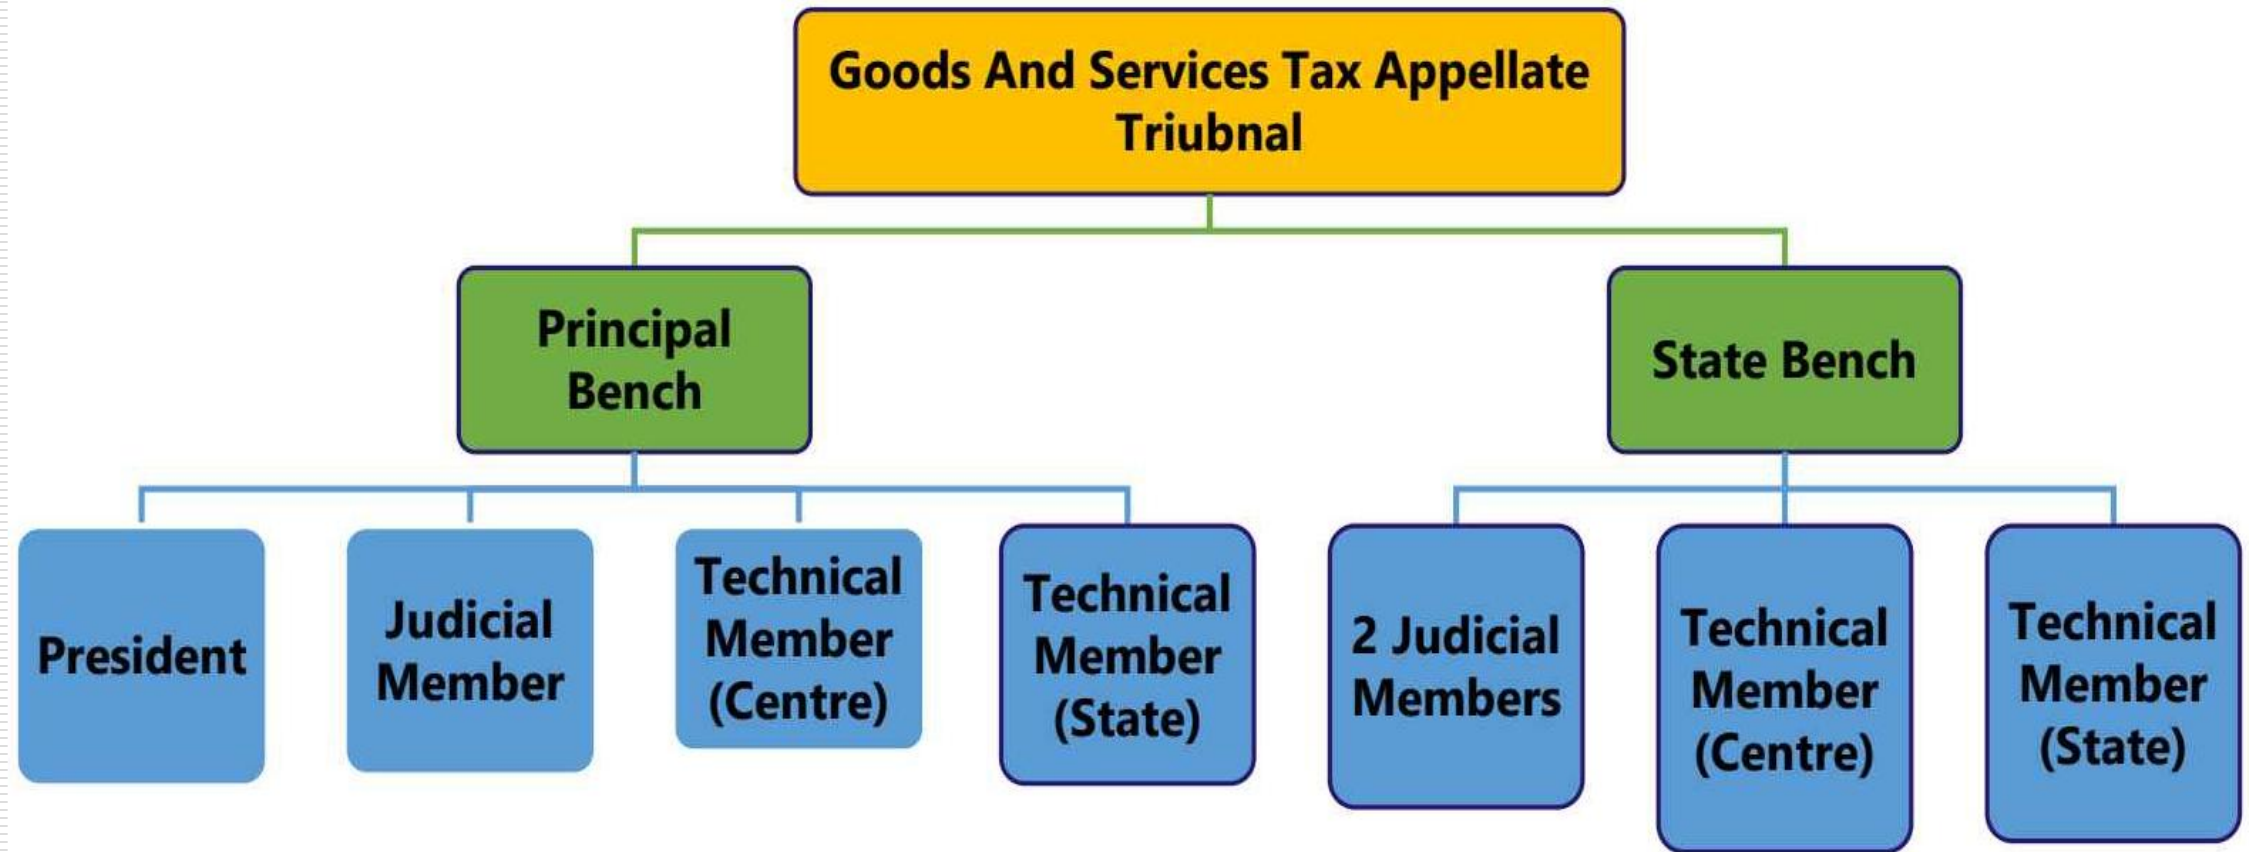 Goods And Services Tax Appellate
Triubnal
Principal
Bench
State Bench
President
Judicial
Member
Technical
Member
(Centre)
Technical
Member
(State)
2 Judicial
Members
Technical
Member
(Centre)
Technical
Member
(State)